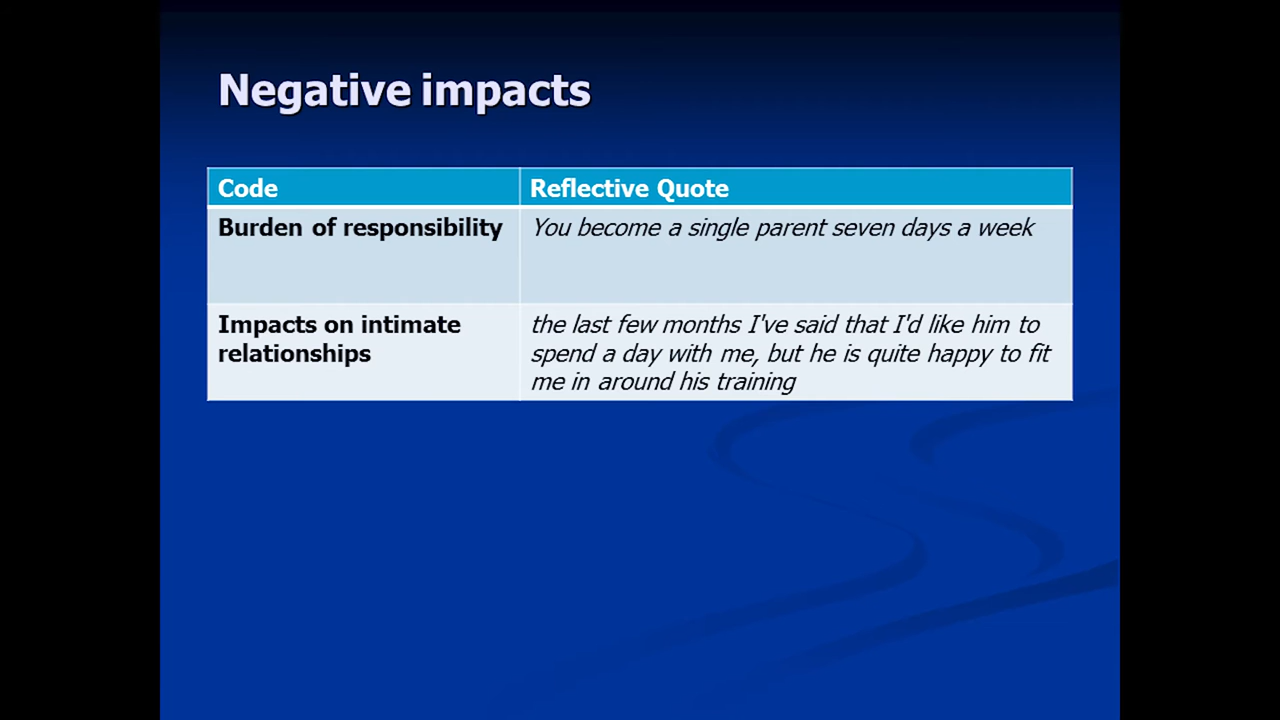 Negative impacts
Code
Reflective Quote
Burden of responsibility
You become a single parent seven days a week
Impacts on intimate
relationships
the last few months I've said that I'd like him to
spend a day with me, but he is quite happy to fit
me in around his training